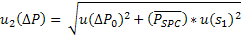 u₂(ΔP) = √(u(ΔP₀)² + (P̅_SPC) * u(s₁)²)